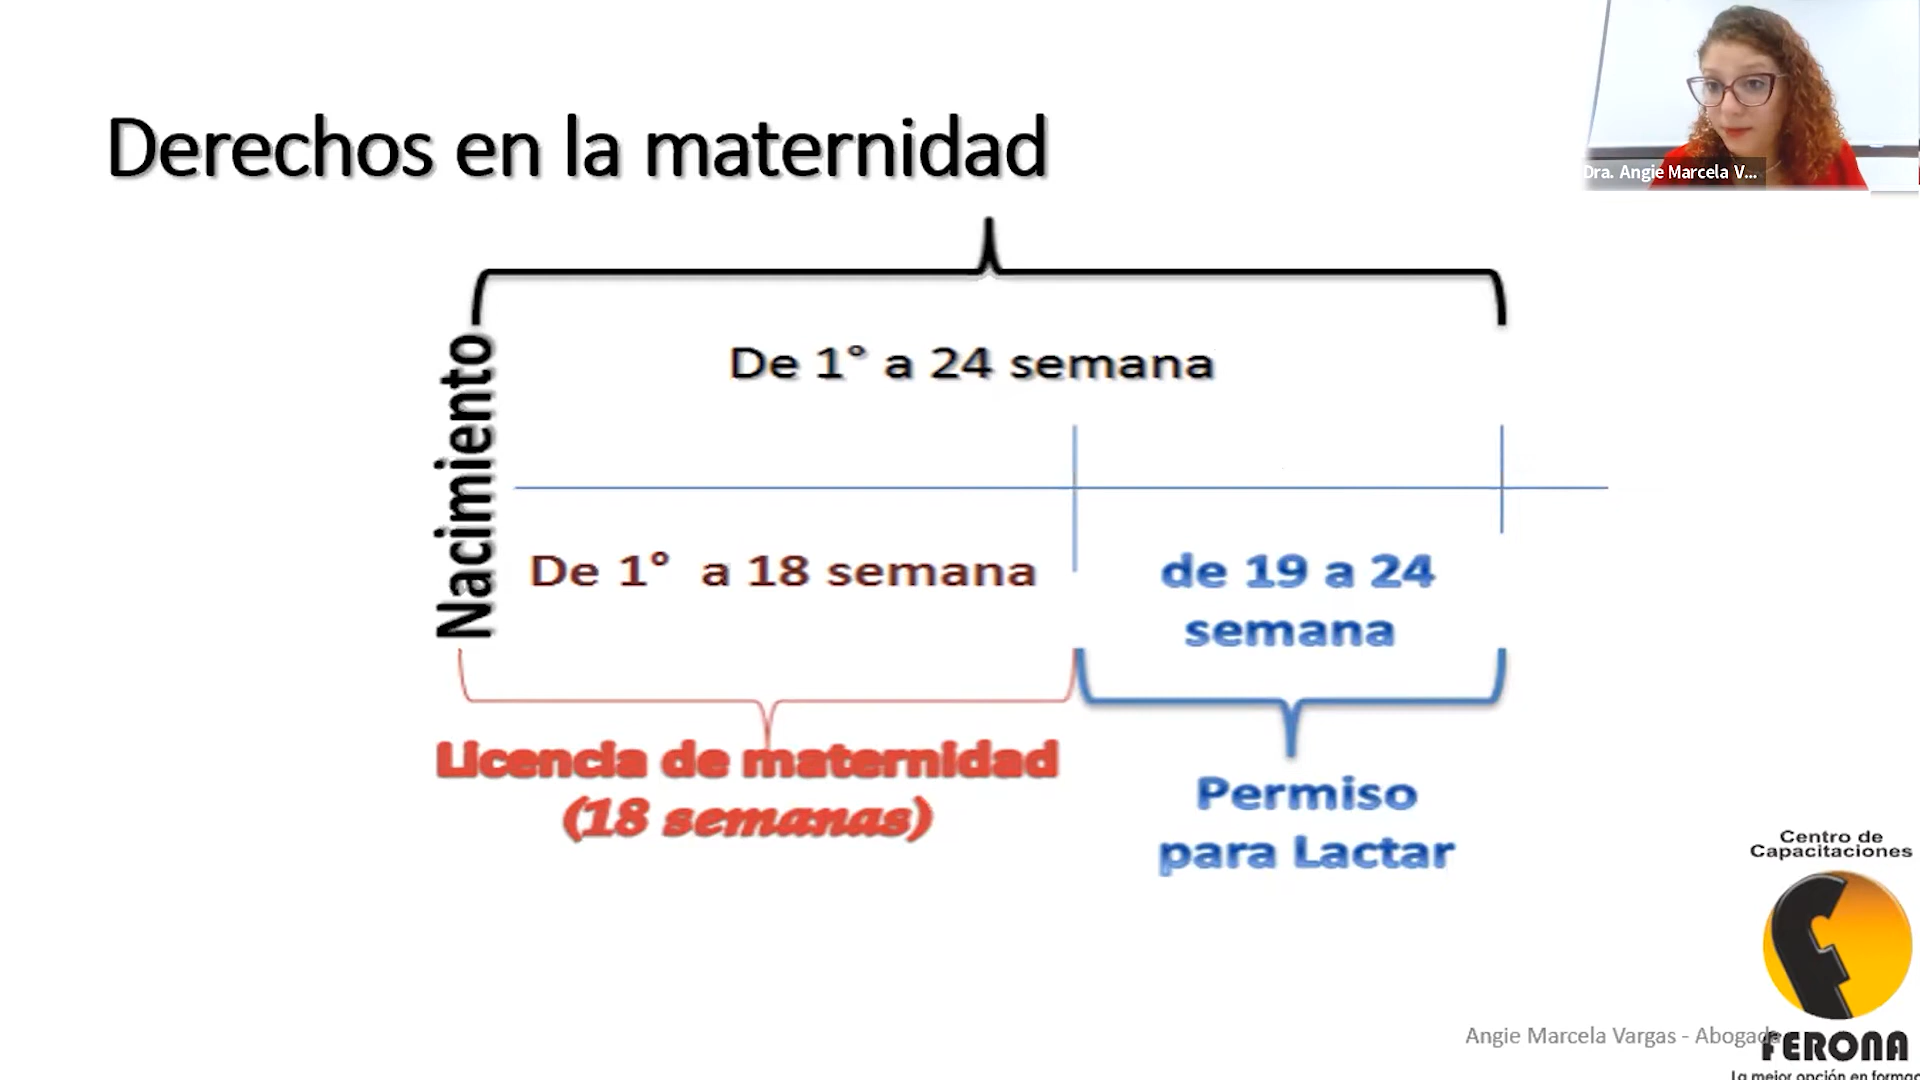 Derechos en la maternidad
Dra. Angie Marcela V...
De 1° a 24 semana
Nacimiento
De 1° a 18 semana
de 19 a 24
semana
Licencia de maternidad
(18 semanas)
Permiso
para Lactar
Centro de
Capacitaciones
Angie Marcela Vargas - Abogada
FERONA
La mejor opción en formac